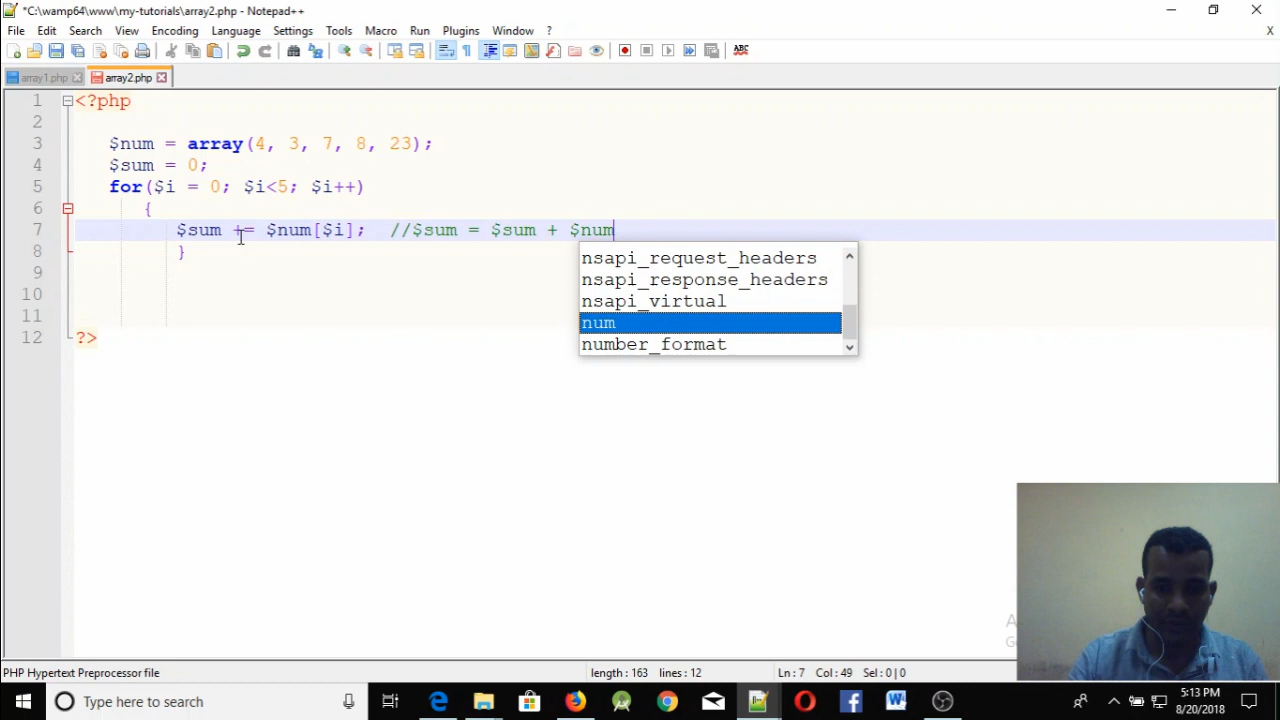 *C:\wamp64\www\my-tutorials\array2.php - Notepad++
File Edit Search View Encoding Language Settings Tools Macro Run Plugins Window ? X
ABC
array1.php array2.php
1 <?php
2
3 $num = array(4, 3, 7, 8, 23);
4 $sum = 0;
5 for($i = 0; $i<5; $i++)
6 {
7 $sum += $num[$i]; //$sum = $sum + $num
8 }
9
10
11
12 ?>
nsapi_request_headers
nsapi_response_headers
nsapi_virtual
num
number_format
PHP Hypertext Preprocessor file length : 163 lines : 12 Ln : 7 Col : 49 Sel : 0 | 0
Type here to search
5:13 PM
8/20/2018